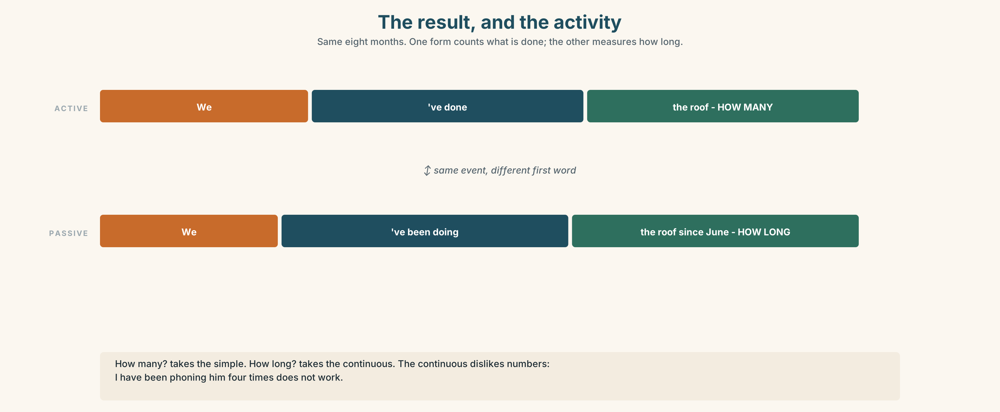 The result, and the activity
Same eight months. One form counts what is done; the other measures how long.
ACTIVE
We
've done
the roof - HOW MANY
↕ same event, different first word
PASSIVE
We
've been doing
the roof since June - HOW LONG
How many? takes the simple. How long? takes the continuous. The continuous dislikes numbers:
I have been phoning him four times does not work.